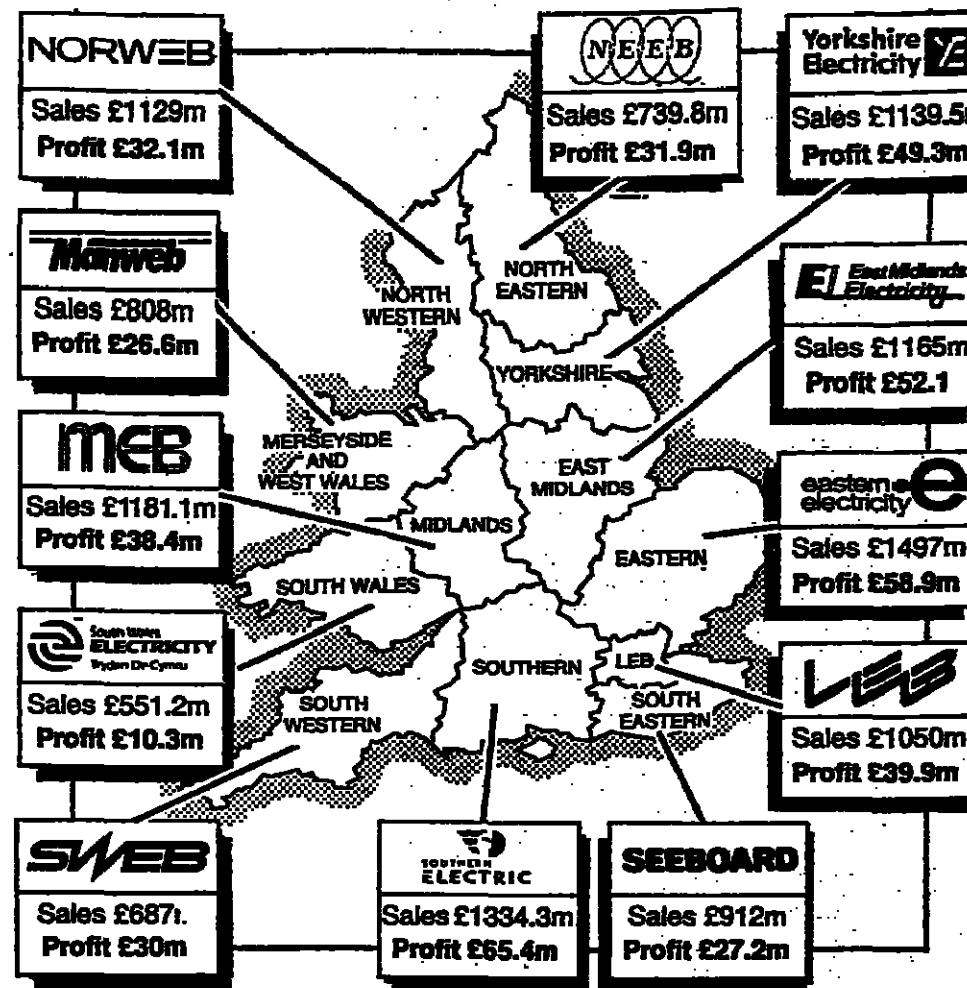 NORWEB
Sales £1129m
Profit £32.1m
NEEB
Sales £739.8m
Profit £31.9m
Yorkshire
Electricity YE
Sales £1139.5
Profit £49.3m
Manweb
Sales £808m
Profit £26.6m
East Midlands
Electricity
Sales £1165m
Profit £52.1
MEB
Sales £1181.1m
Profit £38.4m
eastern e
electricity
Sales £1497m
Profit £58.9m
South Wales
ELECTRICITY
Trydan De Cymru
Sales £551.2m
Profit £10.3m
LEB
Sales £1050m
Profit £39.9m
SWEB
Sales £687
Profit £30m
SOUTHERN
ELECTRIC
Sales £1334.3m
Profit £65.4m
SEEBOARD
Sales £912m
Profit £27.2m
NORTH
WESTERN
NORTH
EASTERN
YORKSHIRE
MERSEYSIDE
AND
WEST WALES
EAST
MIDLANDS
MIDLANDS
EASTERN
SOUTH WALES
SOUTHERN
LEB
SOUTH
WESTERN
SOUTH
EASTERN